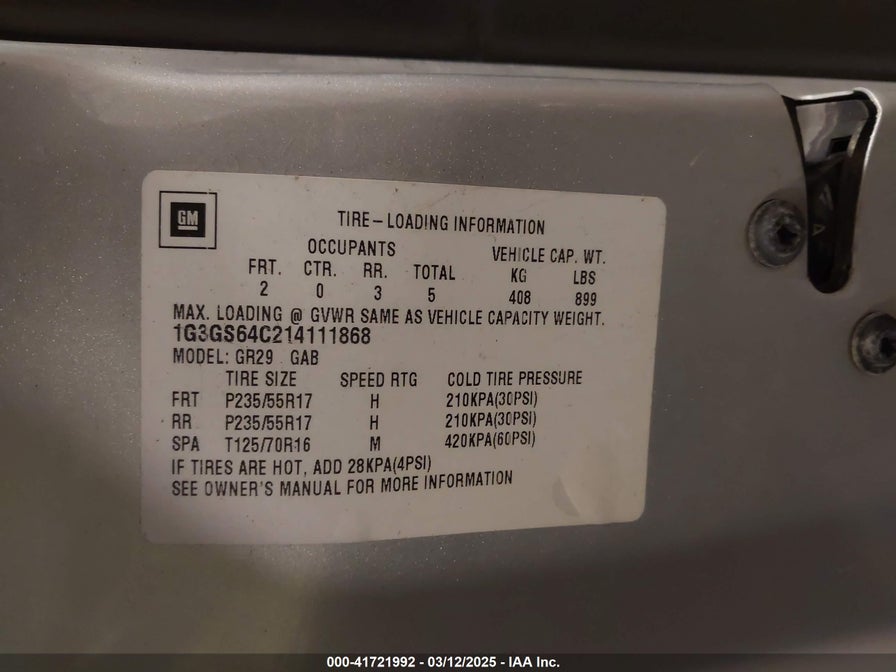 GM
TIRE-LOADING INFORMATION
OCCUPANTS VEHICLE CAP. WT.
FRT. CTR. RR. TOTAL KG LBS
2 0 3 5 408 899
MAX. LOADING @ GVWR SAME AS VEHICLE CAPACITY WEIGHT.
1G3GS64C214111868
MODEL: GR29 GAB
TIRE SIZE SPEED RTG COLD TIRE PRESSURE
FRT P235/55R17 H 210KPA(30PSI)
RR P235/55R17 H 210KPA(30PSI)
SPA T125/70R16 M 420KPA(60PSI)
IF TIRES ARE HOT, ADD 28KPA(4PSI)
SEE OWNER'S MANUAL FOR MORE INFORMATION
000-41721992 - 03/12/2025 - IAA Inc.